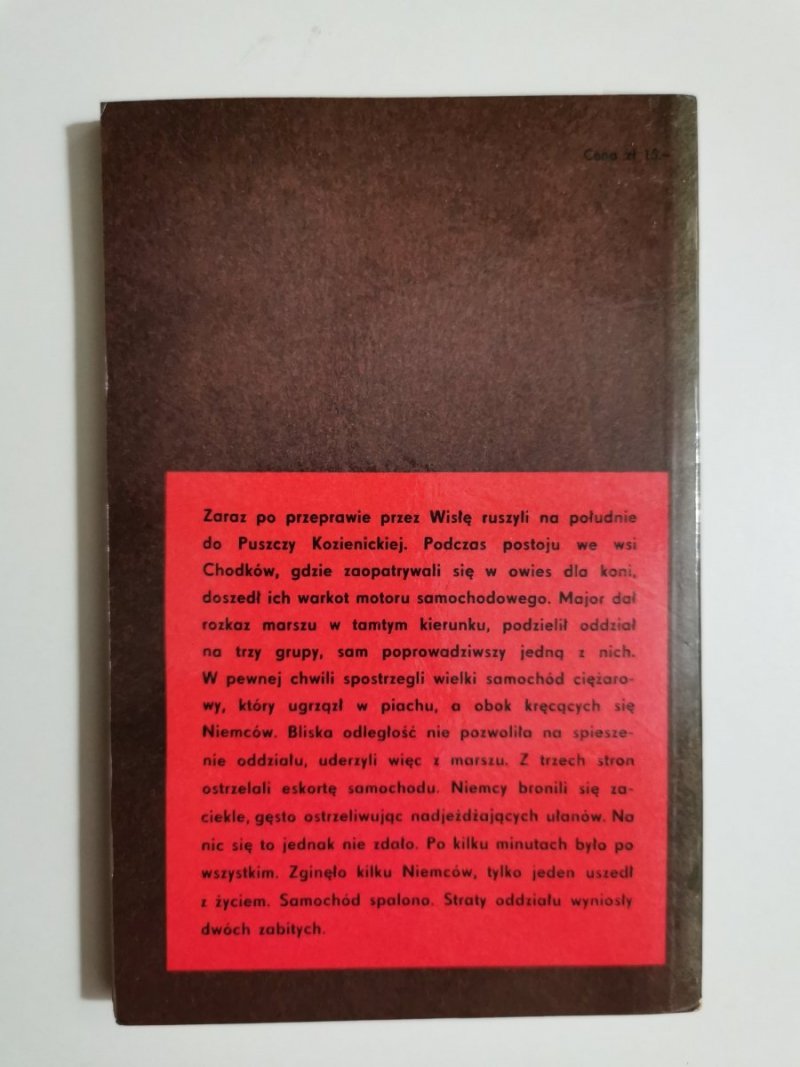 Cena zł 15.-
Zaraz po przeprawie przez Wisłę ruszyli na południe
do Puszczy Kozienickiej. Podczas postoju we wsi
Chodków, gdzie zaopatrywali się w owies dla koni,
doszedł ich warkot motoru samochodowego. Major dał
rozkaz marszu w tamtym kierunku, podzielił oddział
na trzy grupy, sam poprowadziwszy jedną z nich.
W pewnej chwili spostrzegli wielki samochód ciężaro-
wy, który ugrzązł w piachu, a obok kręcących się
Niemców. Bliska odległość nie pozwoliła na spiesze-
nie oddziału, uderzyli więc z marszu. Z trzech stron
ostrzelali eskortę samochodu. Niemcy bronili się za-
ciekle, gęsto ostrzeliwując nadjeżdżających ułanów. Na
nic się to jednak nie zdało. Po kilku minutach było po
wszystkim. Zginęło kilku Niemców, tylko jeden uszedł
z życiem. Samochód spalono. Straty oddziału wyniosły
dwóch zabitych.